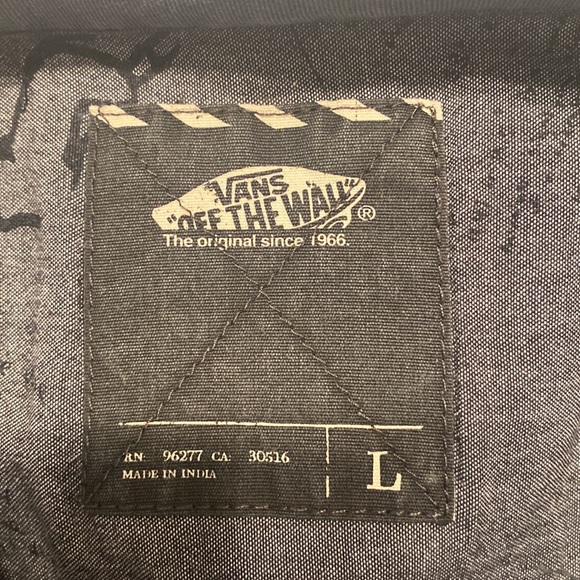 VANS
"OFF THE WALL"
®
The original since 1966.
RN: 96277 CA: 30516
MADE IN INDIA
L